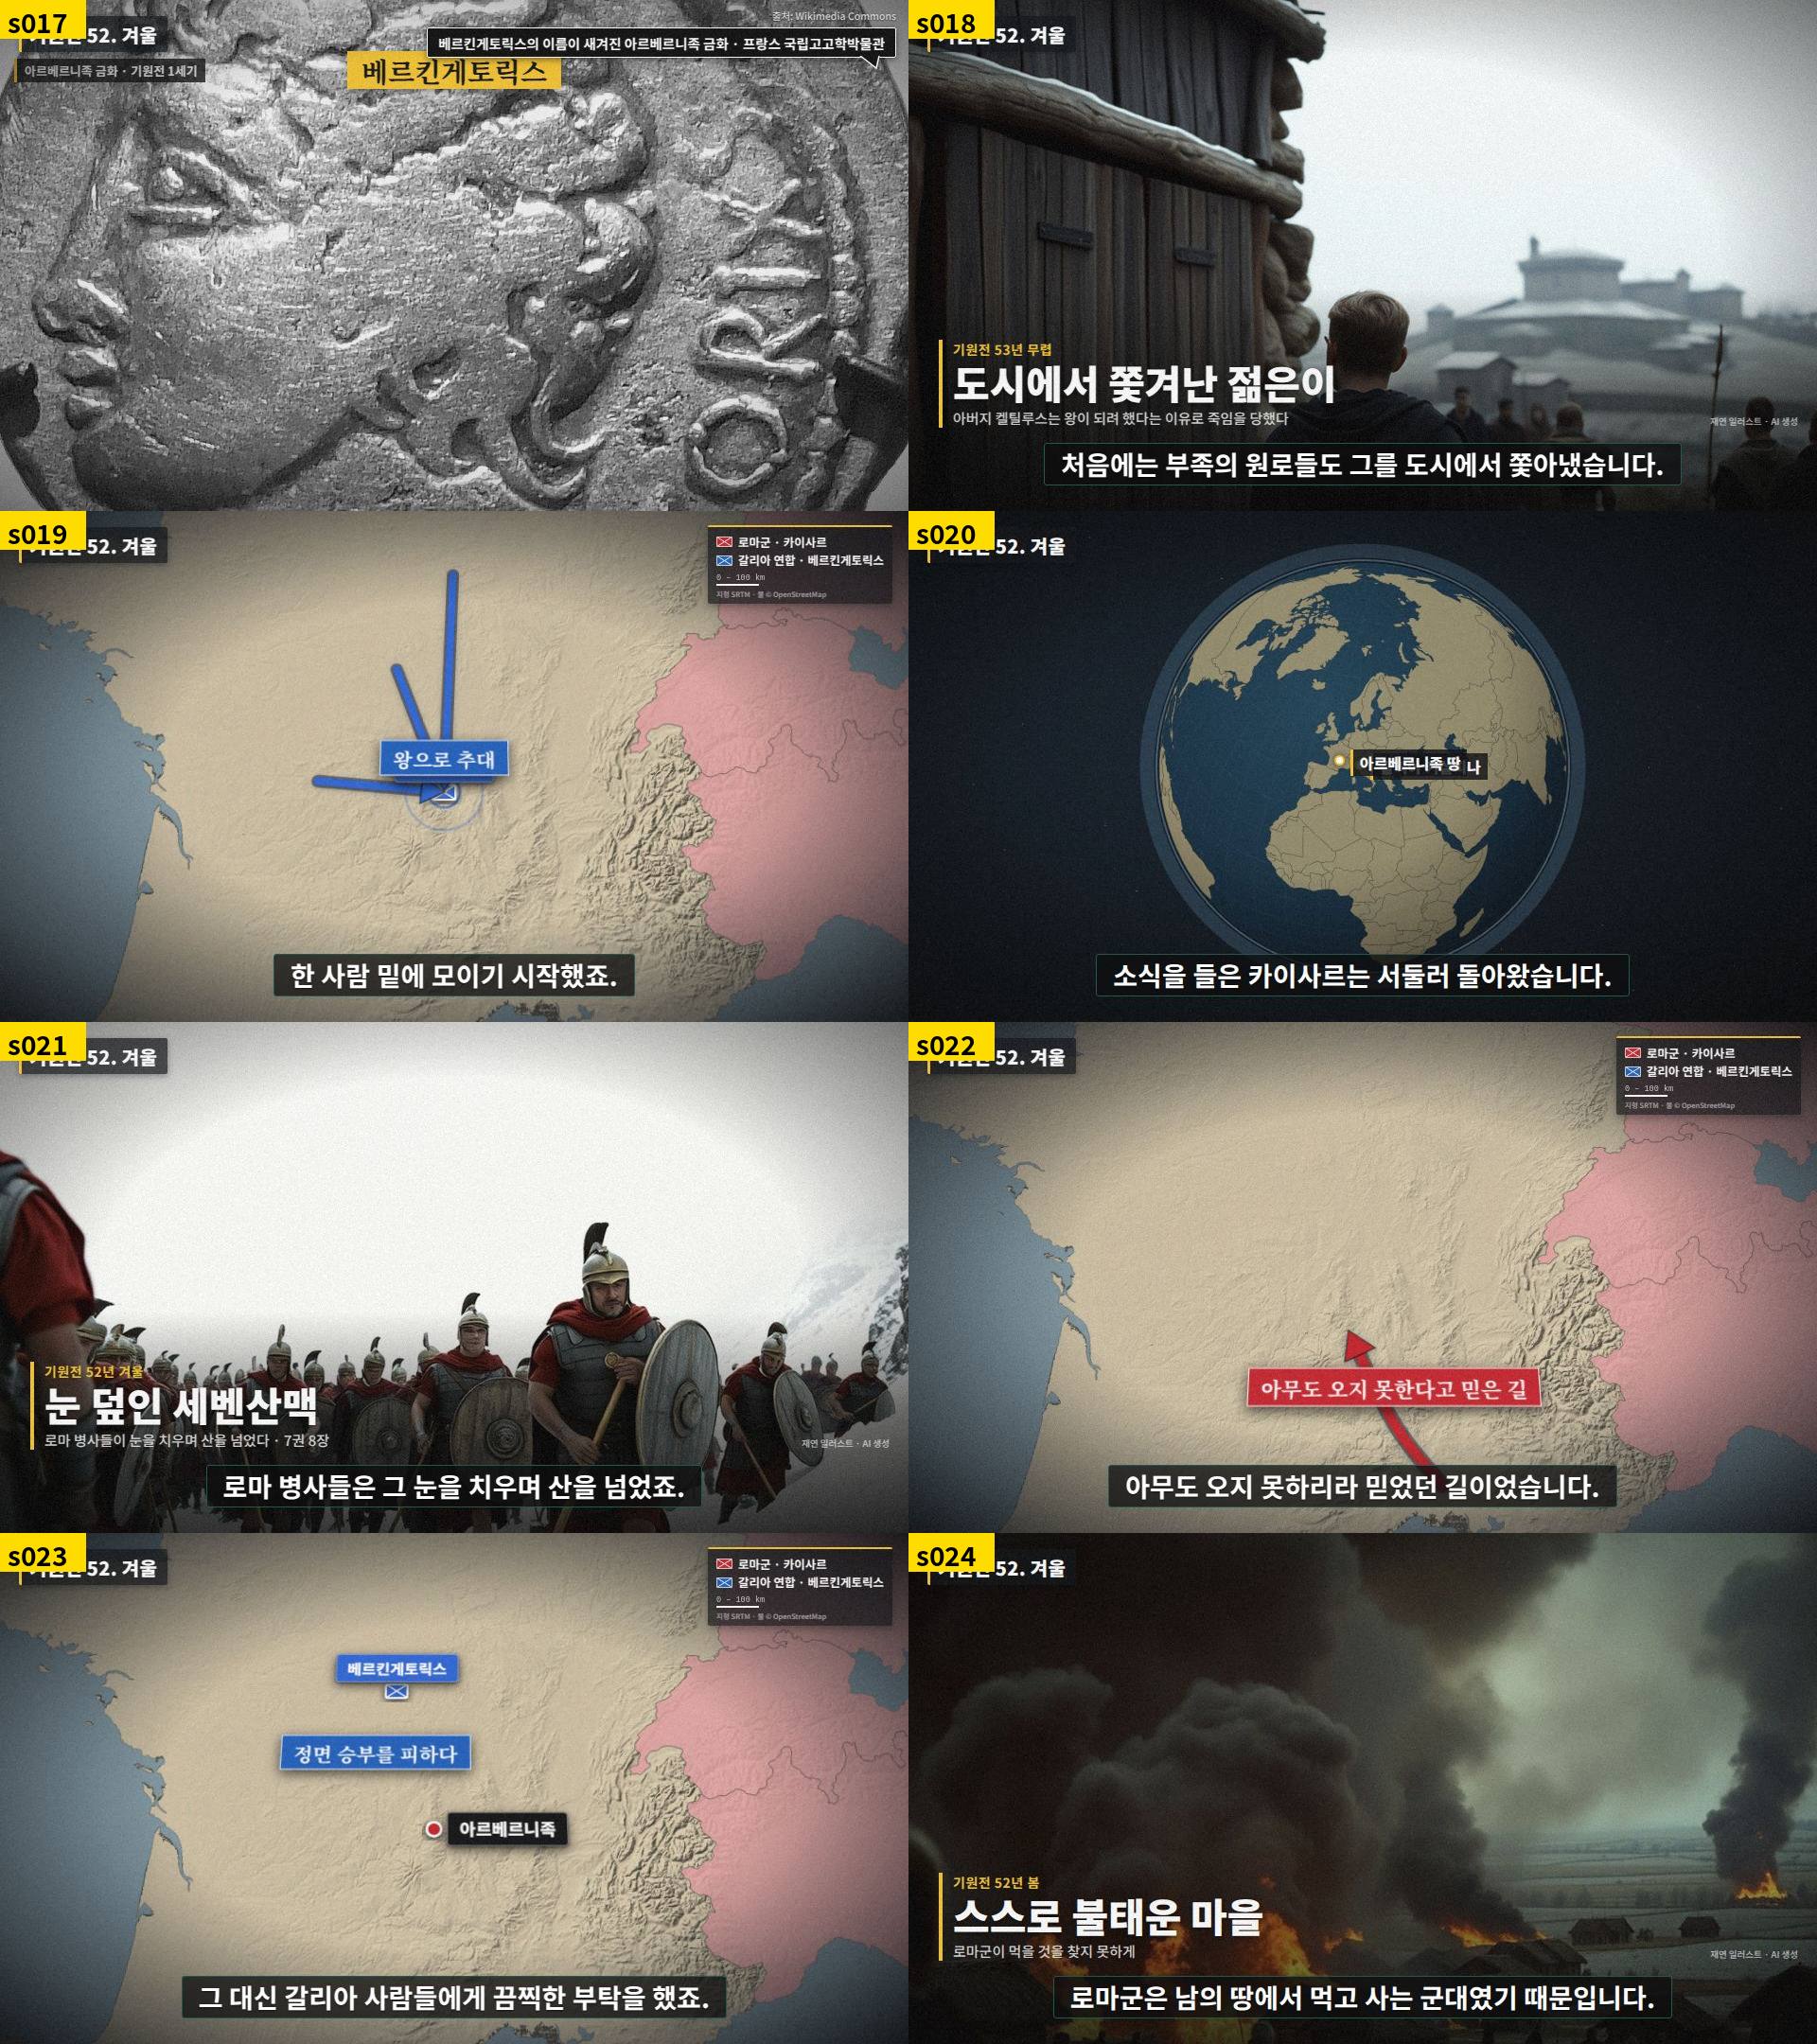 s017
52. 겨울
출처: Wikimedia Commons
베르킨게토릭스의 이름이 새겨진 아르베르니족 금화 · 프랑스 국립고고학박물관
아르베르니족 금화 · 기원전 1세기
베르킨게토릭스
ORIX
s018
52. 겨울
기원전 53년 무렵
도시에서 쫓겨난 젊은이
아버지 켈틸루스는 왕이 되려 했다는 이유로 죽임을 당했다
재연 일러스트 · AI 생성
처음에는 부족의 원로들도 그를 도시에서 쫓아냈습니다.
s019
52. 겨울
로마군 · 카이사르
갈리아 연합 · 베르킨게토릭스
0 – 100 km
지형 SRTM · 물 © OpenStreetMap
왕으로 추대
한 사람 밑에 모이기 시작했죠.
s020
52. 겨울
아르베르니족 땅
나
소식을 들은 카이사르는 서둘러 돌아왔습니다.
s021
52. 겨울
기원전 52년 겨울
눈 덮인 세벤산맥
로마 병사들이 눈을 치우며 산을 넘었다 · 7권 8장
재연 일러스트 · AI 생성
로마 병사들은 그 눈을 치우며 산을 넘었죠.
s022
52. 겨울
로마군 · 카이사르
갈리아 연합 · 베르킨게토릭스
0 – 100 km
지형 SRTM · 물 © OpenStreetMap
아무도 오지 못한다고 믿은 길
아무도 오지 못하리라 믿었던 길이었습니다.
s023
52. 겨울
로마군 · 카이사르
갈리아 연합 · 베르킨게토릭스
0 – 100 km
지형 SRTM · 물 © OpenStreetMap
베르킨게토릭스
정면 승부를 피하다
아르베르니족
그 대신 갈리아 사람들에게 끔찍한 부탁을 했죠.
s024
52. 겨울
기원전 52년 봄
스스로 불태운 마을
로마군이 먹을 것을 찾지 못하게
재연 일러스트 · AI 생성
로마군은 남의 땅에서 먹고 사는 군대였기 때문입니다.